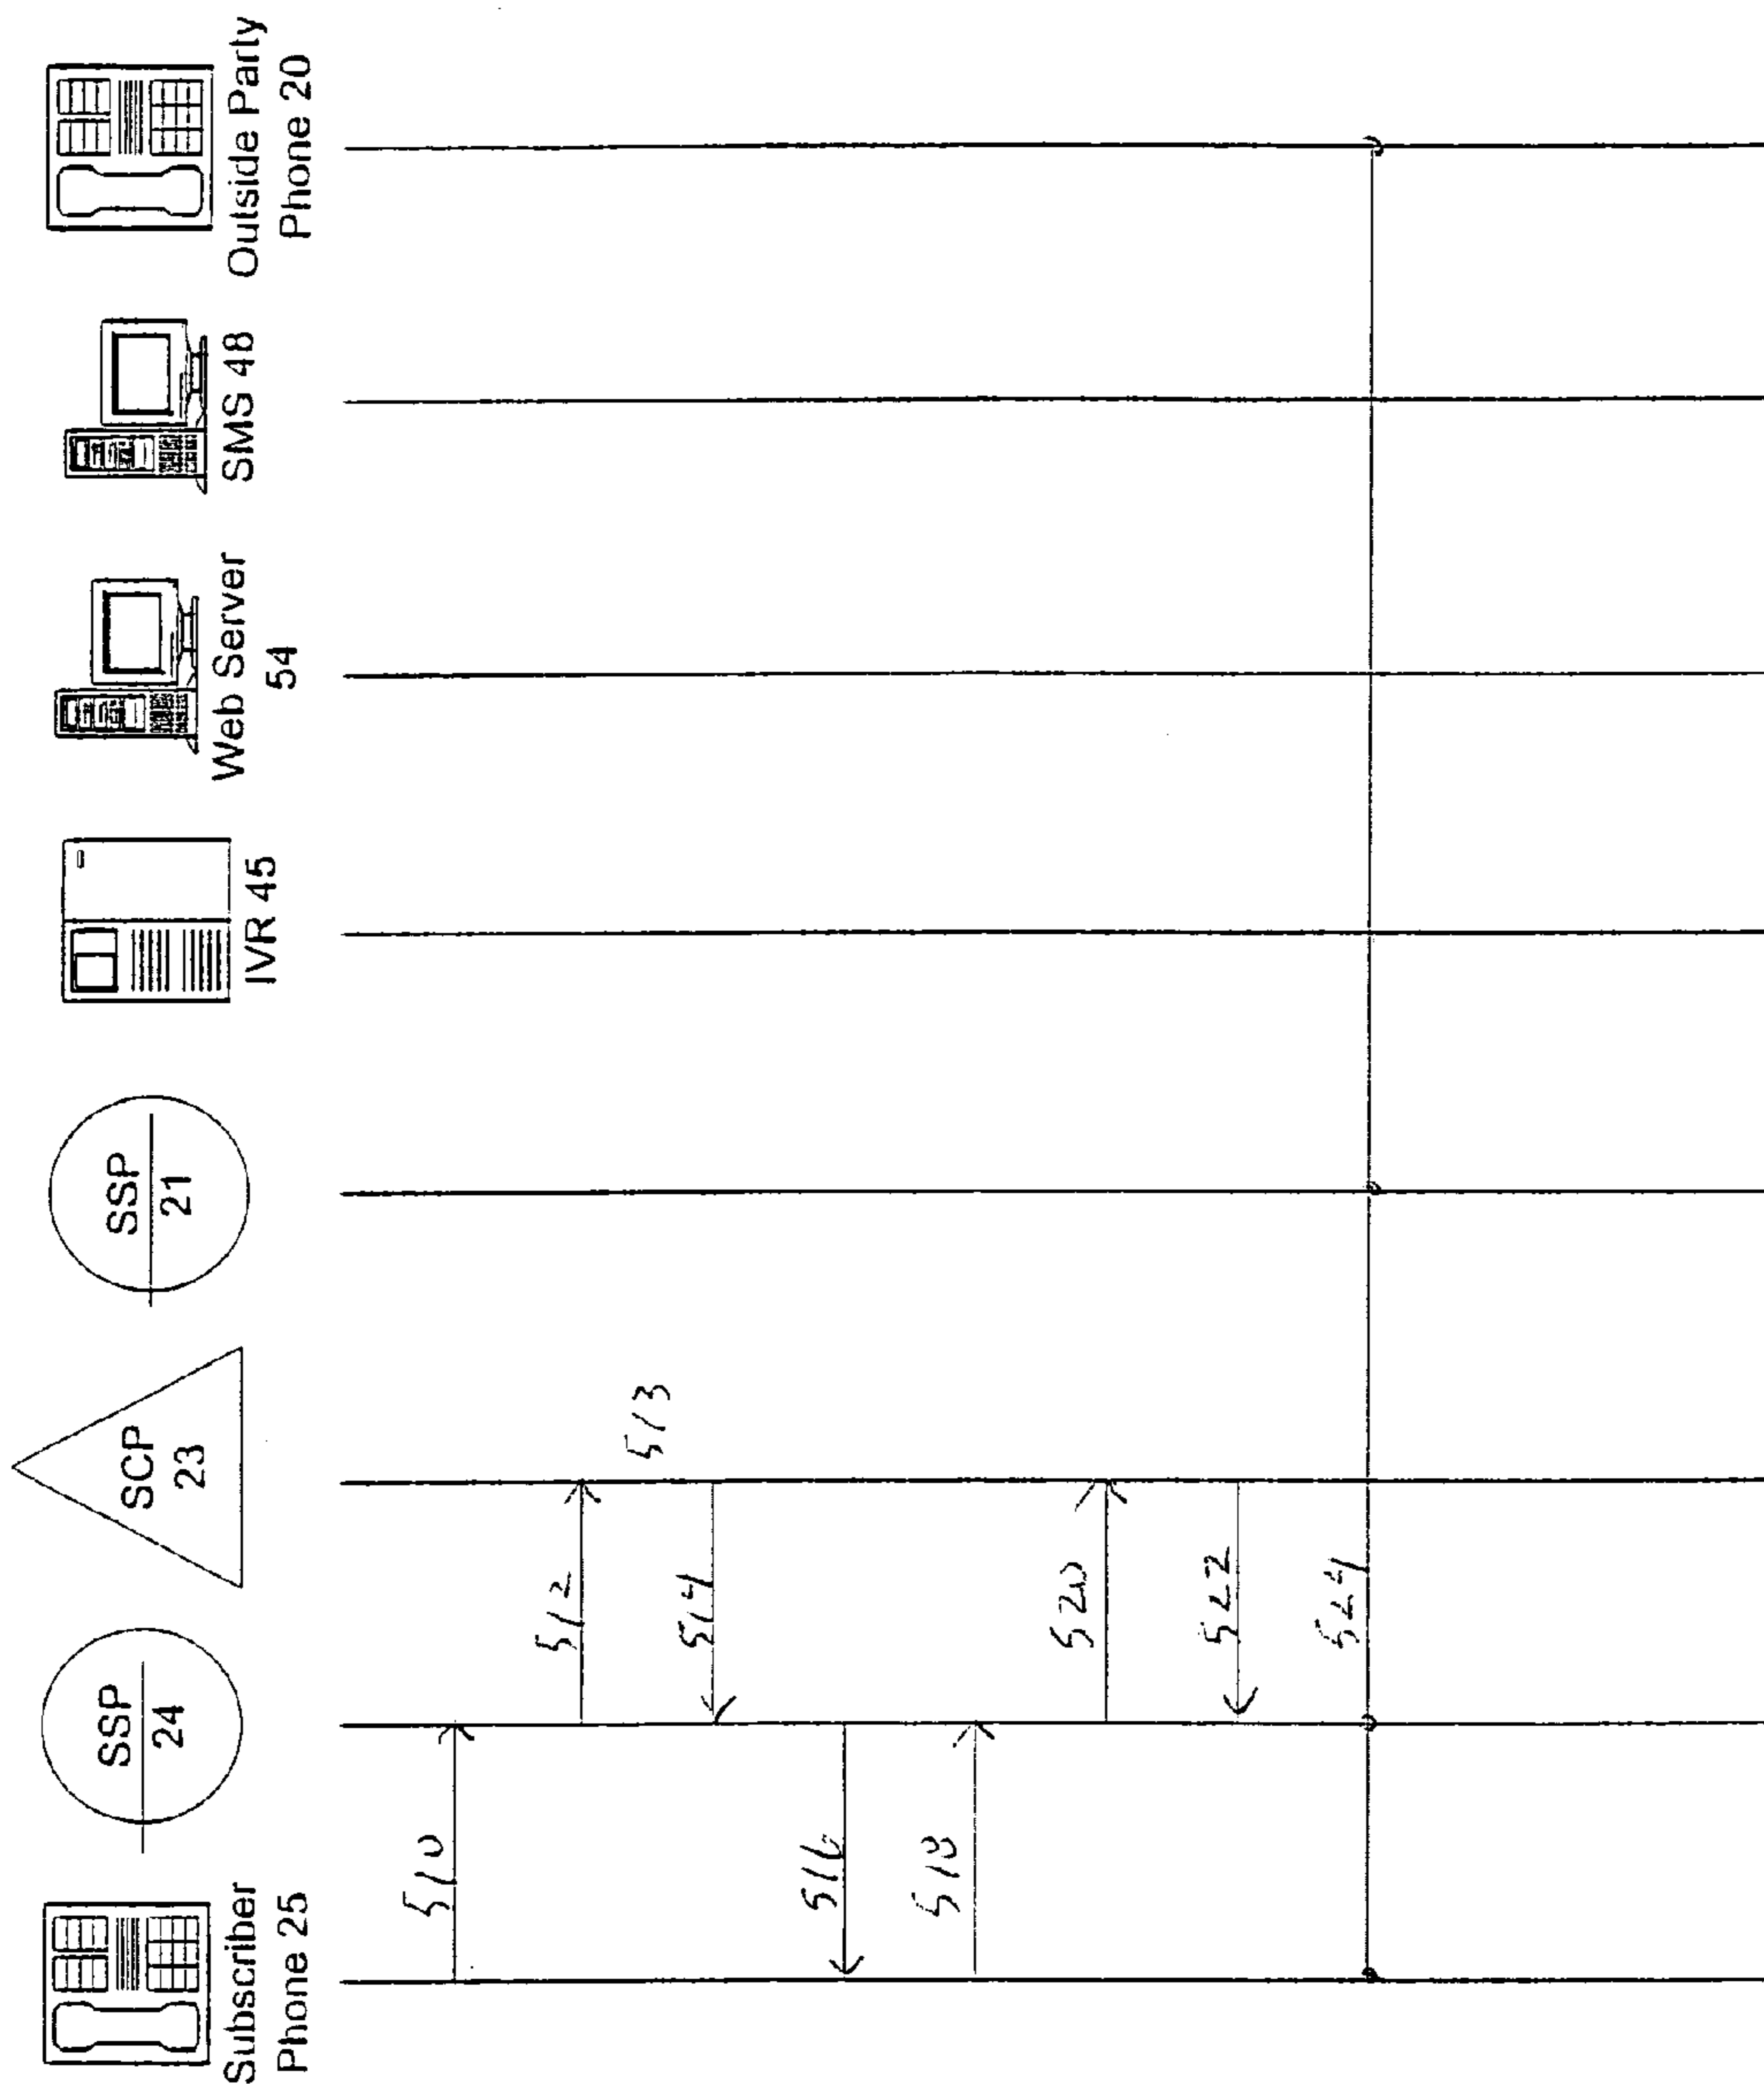 Subscriber
Phone 25
SSP
24
SCP
23
SSP
21
IVR 45
Web Server
54
SMS 48
Outside Party
Phone 20
510
512
513
514
516
518
520
522
524